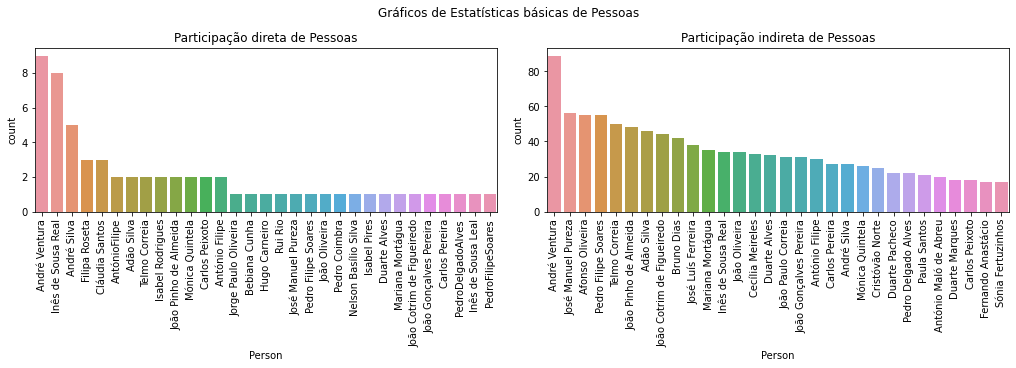 Gráficos de Estatísticas básicas de Pessoas
Participação direta de Pessoas
8
6
4
2
0
count
André Ventura
Inês de Sousa Real
André Silva
Filipa Roseta
Cláudia Santos
AntónioFilipe
Adão Silva
Telmo Correia
Isabel Rodrigues
João Pinho de Almeida
Mónica Quintela
Carlos Peixoto
António Filipe
Jorge Paulo Oliveira
Bebiana Cunha
Hugo Carneiro
Rui Rio
José Manuel Pureza
Pedro Filipe Soares
João Oliveira
Pedro Coimbra
Nelson Basílio Silva
Isabel Pires
Duarte Alves
Mariana Mortágua
João Cotrim de Figueiredo
João Gonçalves Pereira
Carlos Pereira
PedroDelgadoAlves
Inês de Sousa Leal
PedroFilipeSoares
Person
Participação indireta de Pessoas
80
60
40
20
0
count
André Ventura
José Manuel Pureza
Afonso Oliveira
Pedro Filipe Soares
Telmo Correia
João Pinho de Almeida
Adão Silva
João Cotrim de Figueiredo
Bruno Dias
José Luís Ferreira
Mariana Mortágua
Inês de Sousa Real
João Oliveira
Cecília Meireles
Duarte Alves
João Paulo Correia
João Gonçalves Pereira
António Filipe
Carlos Pereira
André Silva
Mónica Quintela
Cristóvão Norte
Duarte Pacheco
Pedro Delgado Alves
Paula Santos
António Maló de Abreu
Duarte Marques
Carlos Peixoto
Fernando Anastácio
Sónia Fertuzinhos
Person